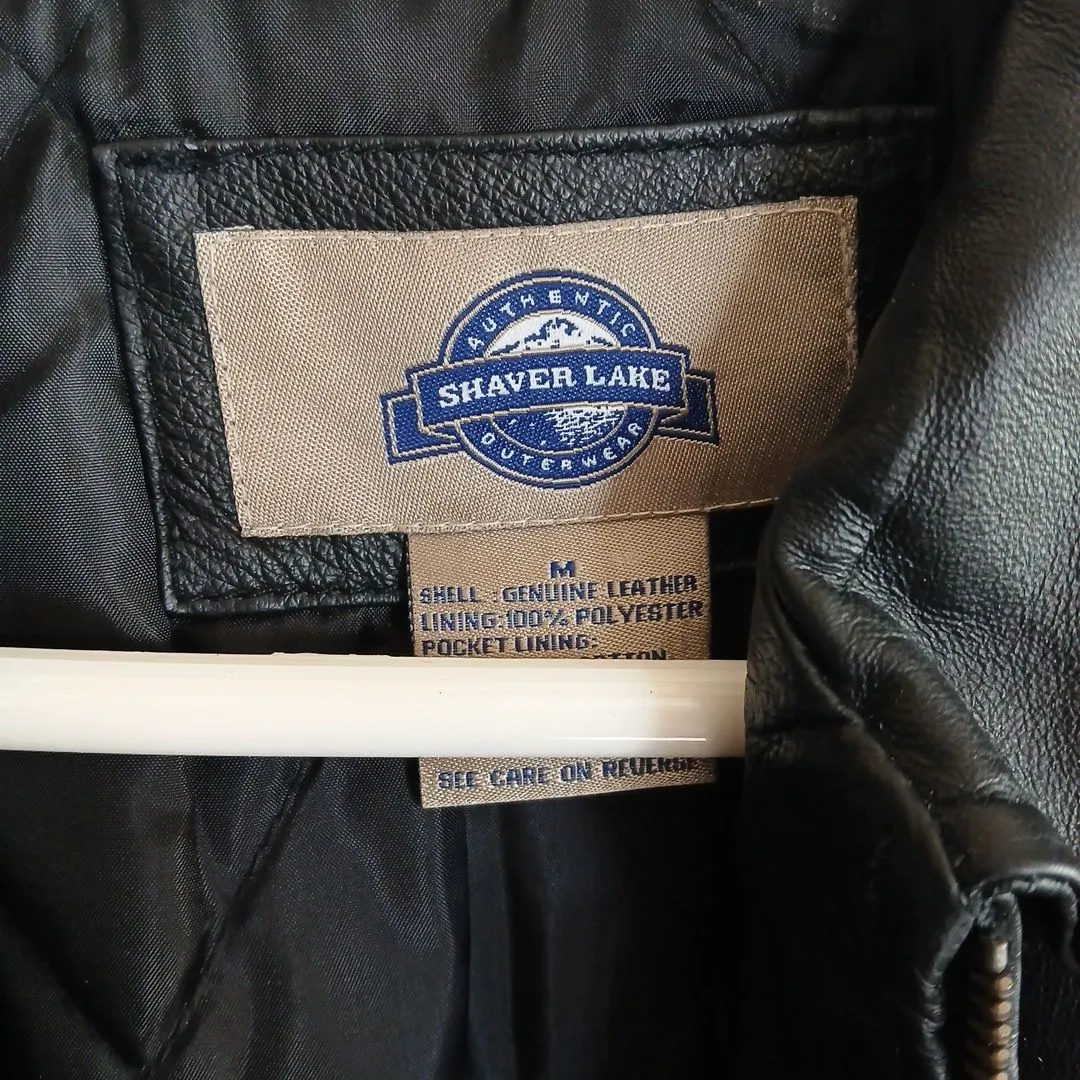 AUTHENTIC
SHAVER LAKE
OUTERWEAR
M
SHELL : GENUINE LEATHER
LINING:100% POLYESTER
POCKET LINING:
SEE CARE ON REVERSE